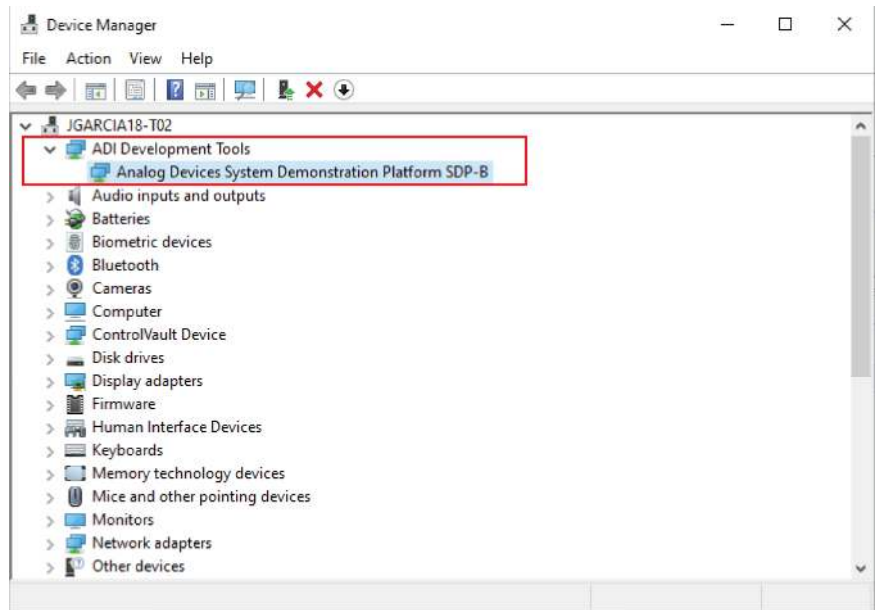 Device Manager
File Action View Help
JGARCIA18-T02
ADI Development Tools
Analog Devices System Demonstration Platform SDP-B
Audio inputs and outputs
Batteries
Biometric devices
Bluetooth
Cameras
Computer
ControlVault Device
Disk drives
Display adapters
Firmware
Human Interface Devices
Keyboards
Memory technology devices
Mice and other pointing devices
Monitors
Network adapters
Other devices